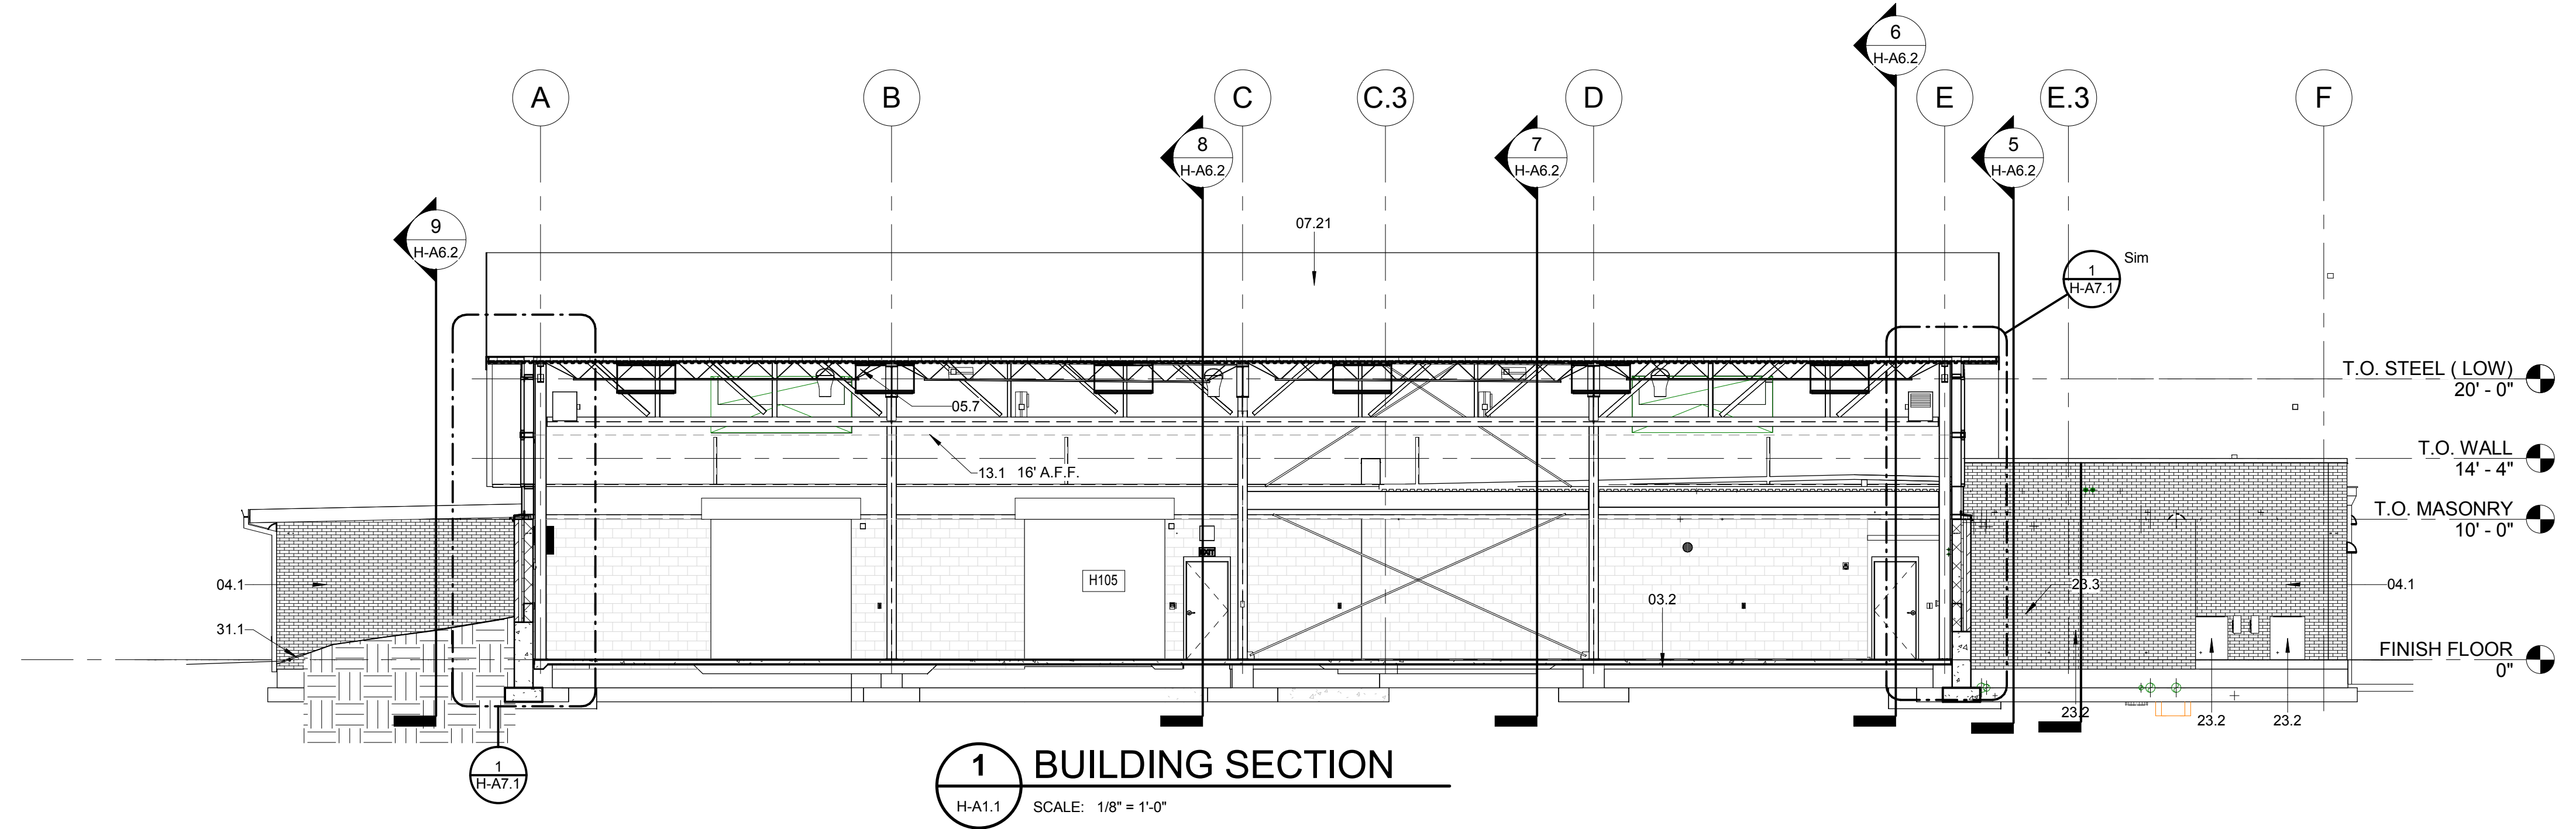 6
H-A6.2
A
B
C
C.3
D
E
E.3
F
8
H-A6.2
7
H-A6.2
5
H-A6.2
9
H-A6.2
07.21
Sim
1
H-A7.1
T.O. STEEL ( LOW)
20' - 0"
05.7
T.O. WALL
14' - 4"
13.1 16' A.F.F.
T.O. MASONRY
10' - 0"
EXIT
H105
04.1
23.3
04.1
03.2
31.1
FINISH FLOOR
0"
23.2
23.2
23.2
1
H-A7.1
1
H-A1.1
BUILDING SECTION
SCALE: 1/8" = 1'-0"